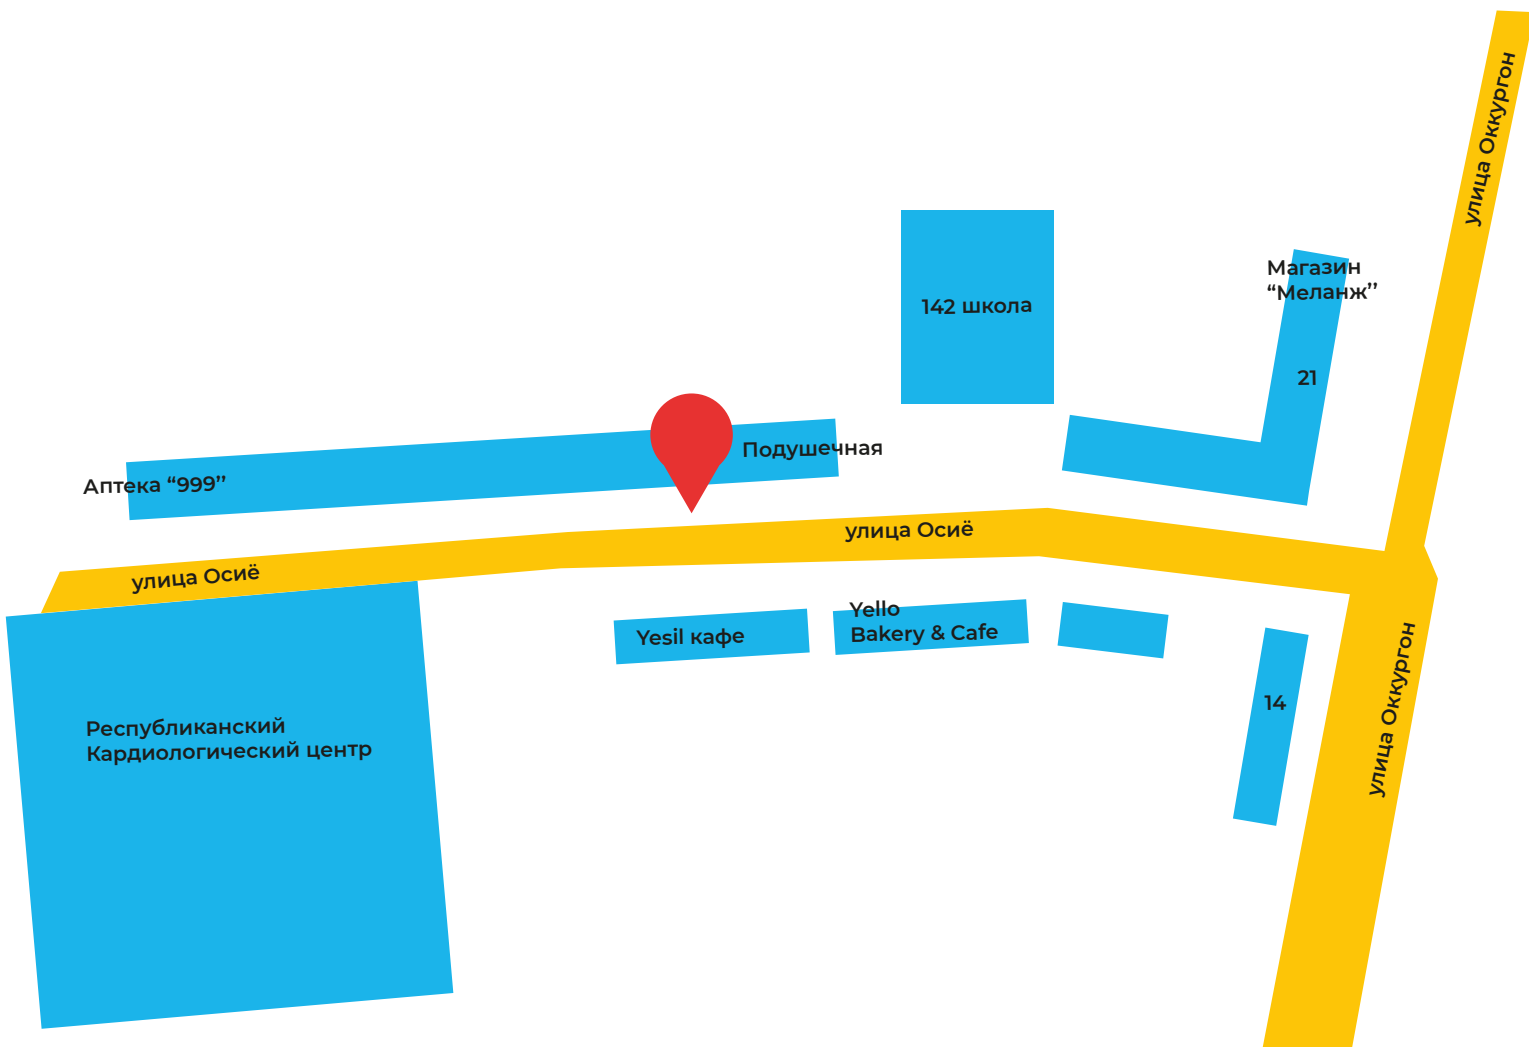 улица Оккургон
Магазин
“Меланж’’
142 школа
21
Подушечная
Аптека “999’’
улица Осиё
улица Осиё
Yello
Bakery & Cafe
Yesil кафе
улица Оккургон
14
Республиканский
Кардиологический центр